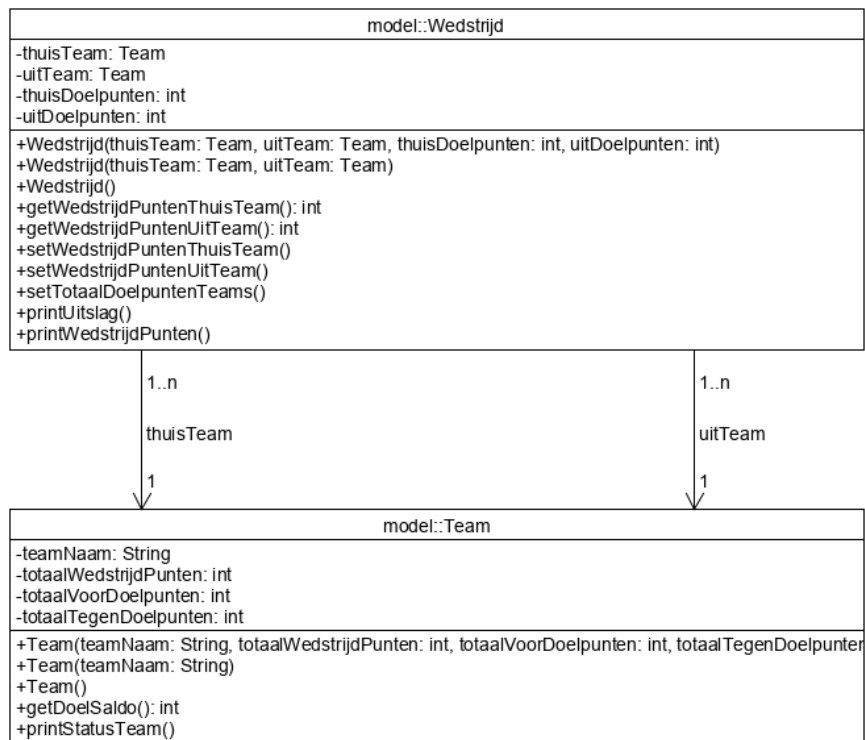 model::Wedstrijd
-thuisTeam: Team
-uitTeam: Team
-thuisDoelpunten: int
-uitDoelpunten: int
+Wedstrijd(thuisTeam: Team, uitTeam: Team, thuisDoelpunten: int, uitDoelpunten: int)
+Wedstrijd(thuisTeam: Team, uitTeam: Team)
+Wedstrijd()
+getWedstrijdPuntenThuisTeam(): int
+getWedstrijdPuntenUitTeam(): int
+setWedstrijdPuntenThuisTeam()
+setWedstrijdPuntenUitTeam()
+setTotaalDoelpuntenTeams()
+printUitslag()
+printWedstrijdPunten()
1..n
1..n
thuisTeam
uitTeam
1
1
model::Team
-teamNaam: String
-totaalWedstrijdPunten: int
-totaalVoorDoelpunten: int
-totaalTegenDoelpunten: int
+Team(teamNaam: String, totaalWedstrijdPunten: int, totaalVoorDoelpunten: int, totaalTegenDoelpunter
+Team(teamNaam: String)
+Team()
+getDoelSaldo(): int
+printStatusTeam()